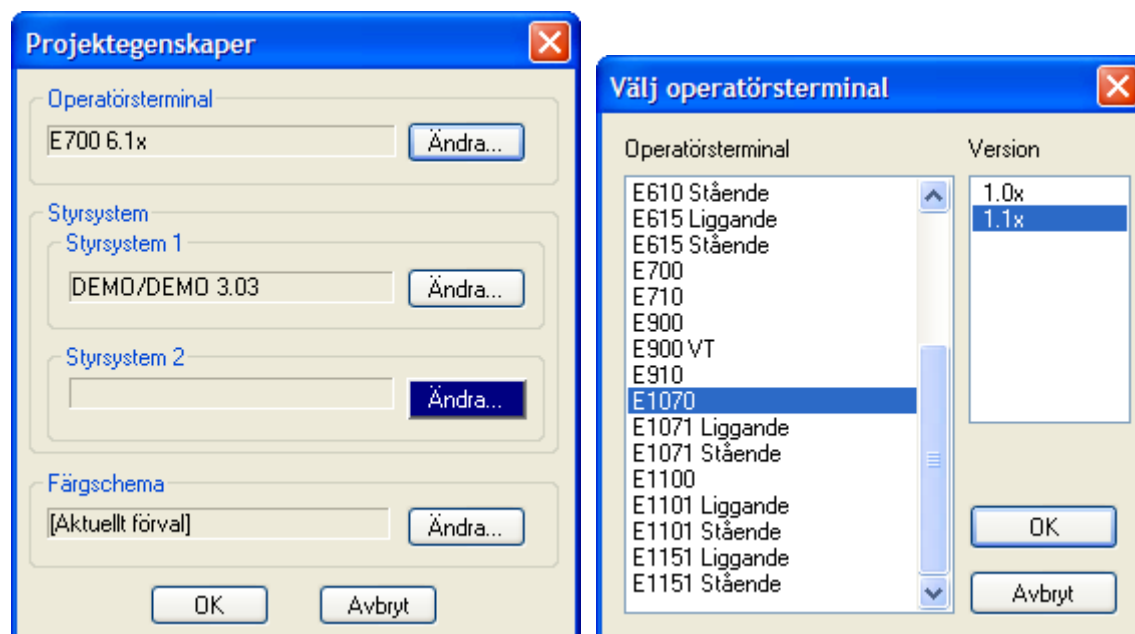 Projektegenskaper
Operatörsterminal
E700 6.1x
Ändra...
Styrsystem
Styrsystem 1
DEMO/DEMO 3.03
Ändra...
Styrsystem 2
Ändra...
Färgschema
[Aktuellt förval]
Ändra...
OK
Avbryt
Välj operatörsterminal
Operatörsterminal
E610 Stående
E615 Liggande
E615 Stående
E700
E710
E900
E900 VT
E910
E1070
E1071 Liggande
E1071 Stående
E1100
E1101 Liggande
E1101 Stående
E1151 Liggande
E1151 Stående
Version
1.0x
1.1x
OK
Avbryt